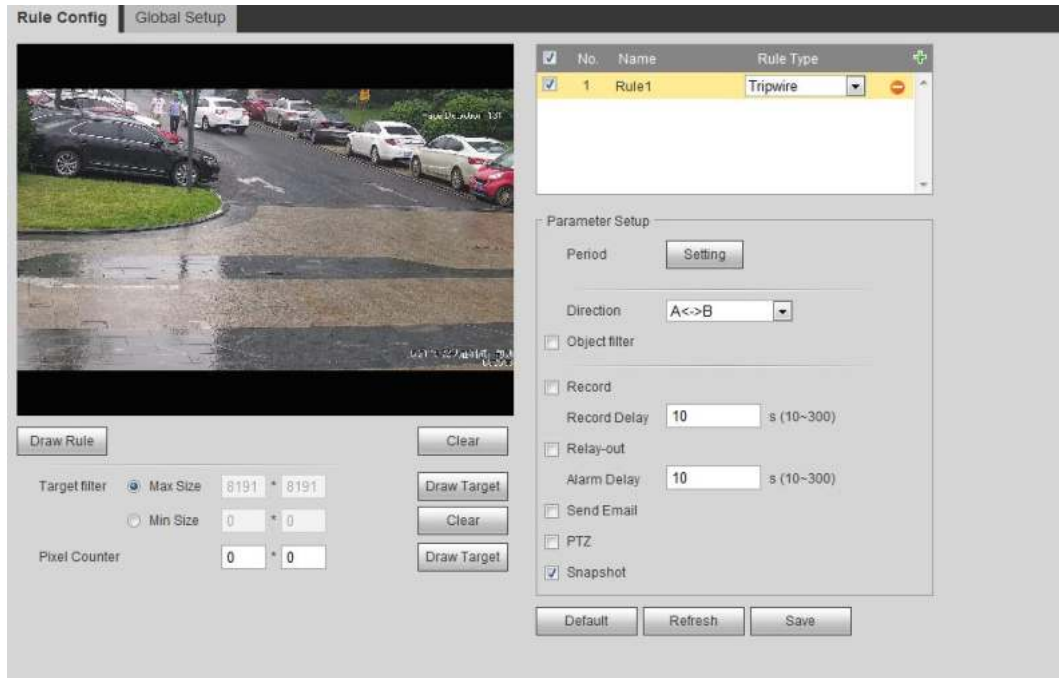 Rule Config Global Setup
No. Name Rule Type
1 Rule1 Tripwire
Parameter Setup
Period Setting
Direction A<->B
Object filter
Record
Record Delay 10 s (10~300)
Relay-out
Alarm Delay 10 s (10~300)
Send Email
PTZ
Snapshot
Default Refresh Save
Draw Rule Clear
Target filter Max Size 8191 * 8191 Draw Target
Min Size 0 * 0 Clear
Pixel Counter 0 * 0 Draw Target